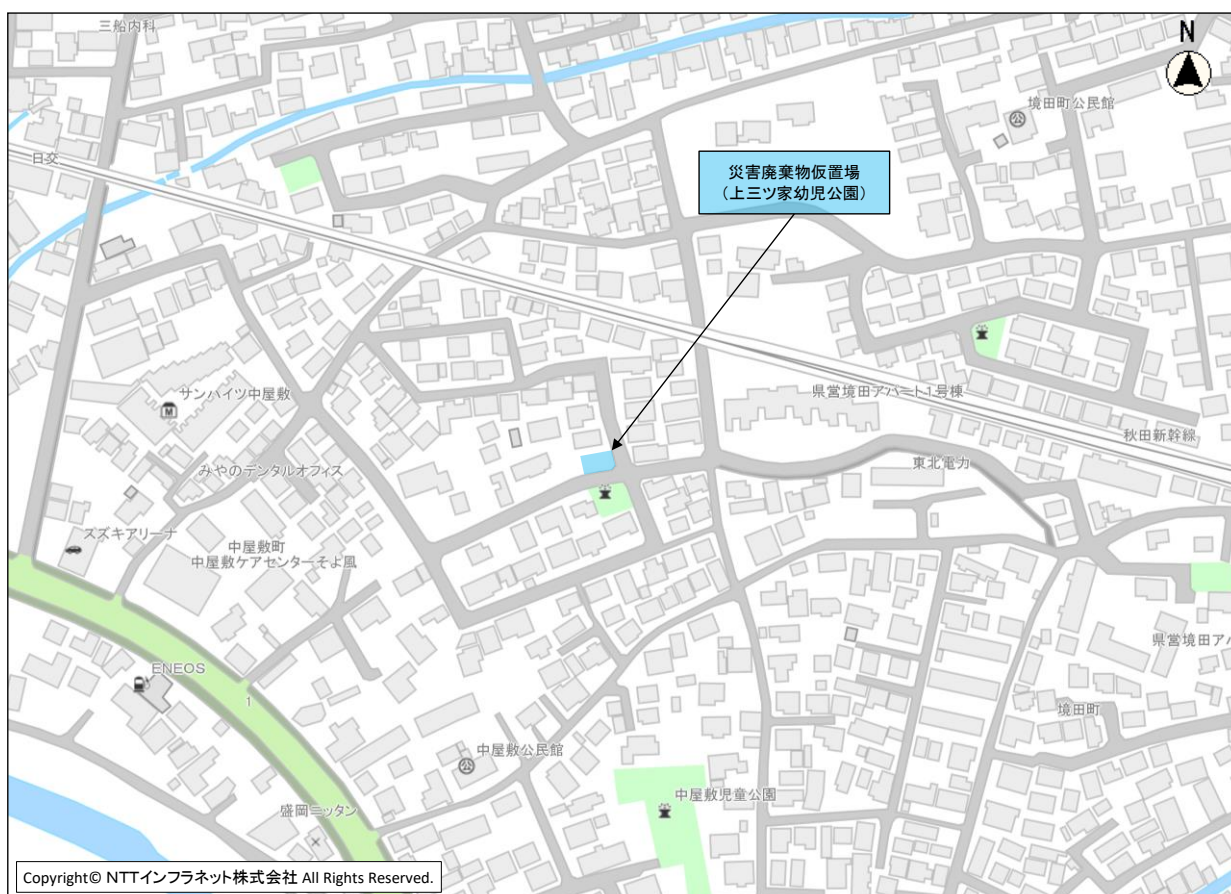 三船内科
N
境田町公民館
日交
災害廃棄物仮置場
（上三ツ家幼児公園）
サンハイツ中屋敷
県営境田アパート1号棟
秋田新幹線
みやのデンタルオフィス
東北電力
スズキアリーナ
中屋敷町
中屋敷ケアセンターそよ風
県営境田アパ
ENEOS
1
境田町
中屋敷公民館
中屋敷児童公園
盛岡ニッタン
Copyright© NTTインフラネット株式会社 All Rights Reserved.